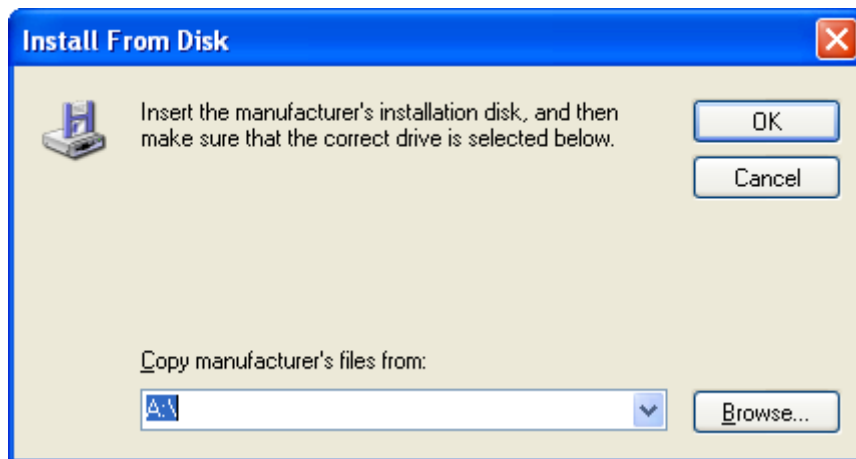 Install From Disk
Insert the manufacturer's installation disk, and then
make sure that the correct drive is selected below.
OK
Cancel
Copy manufacturer's files from:
A:\
Browse...